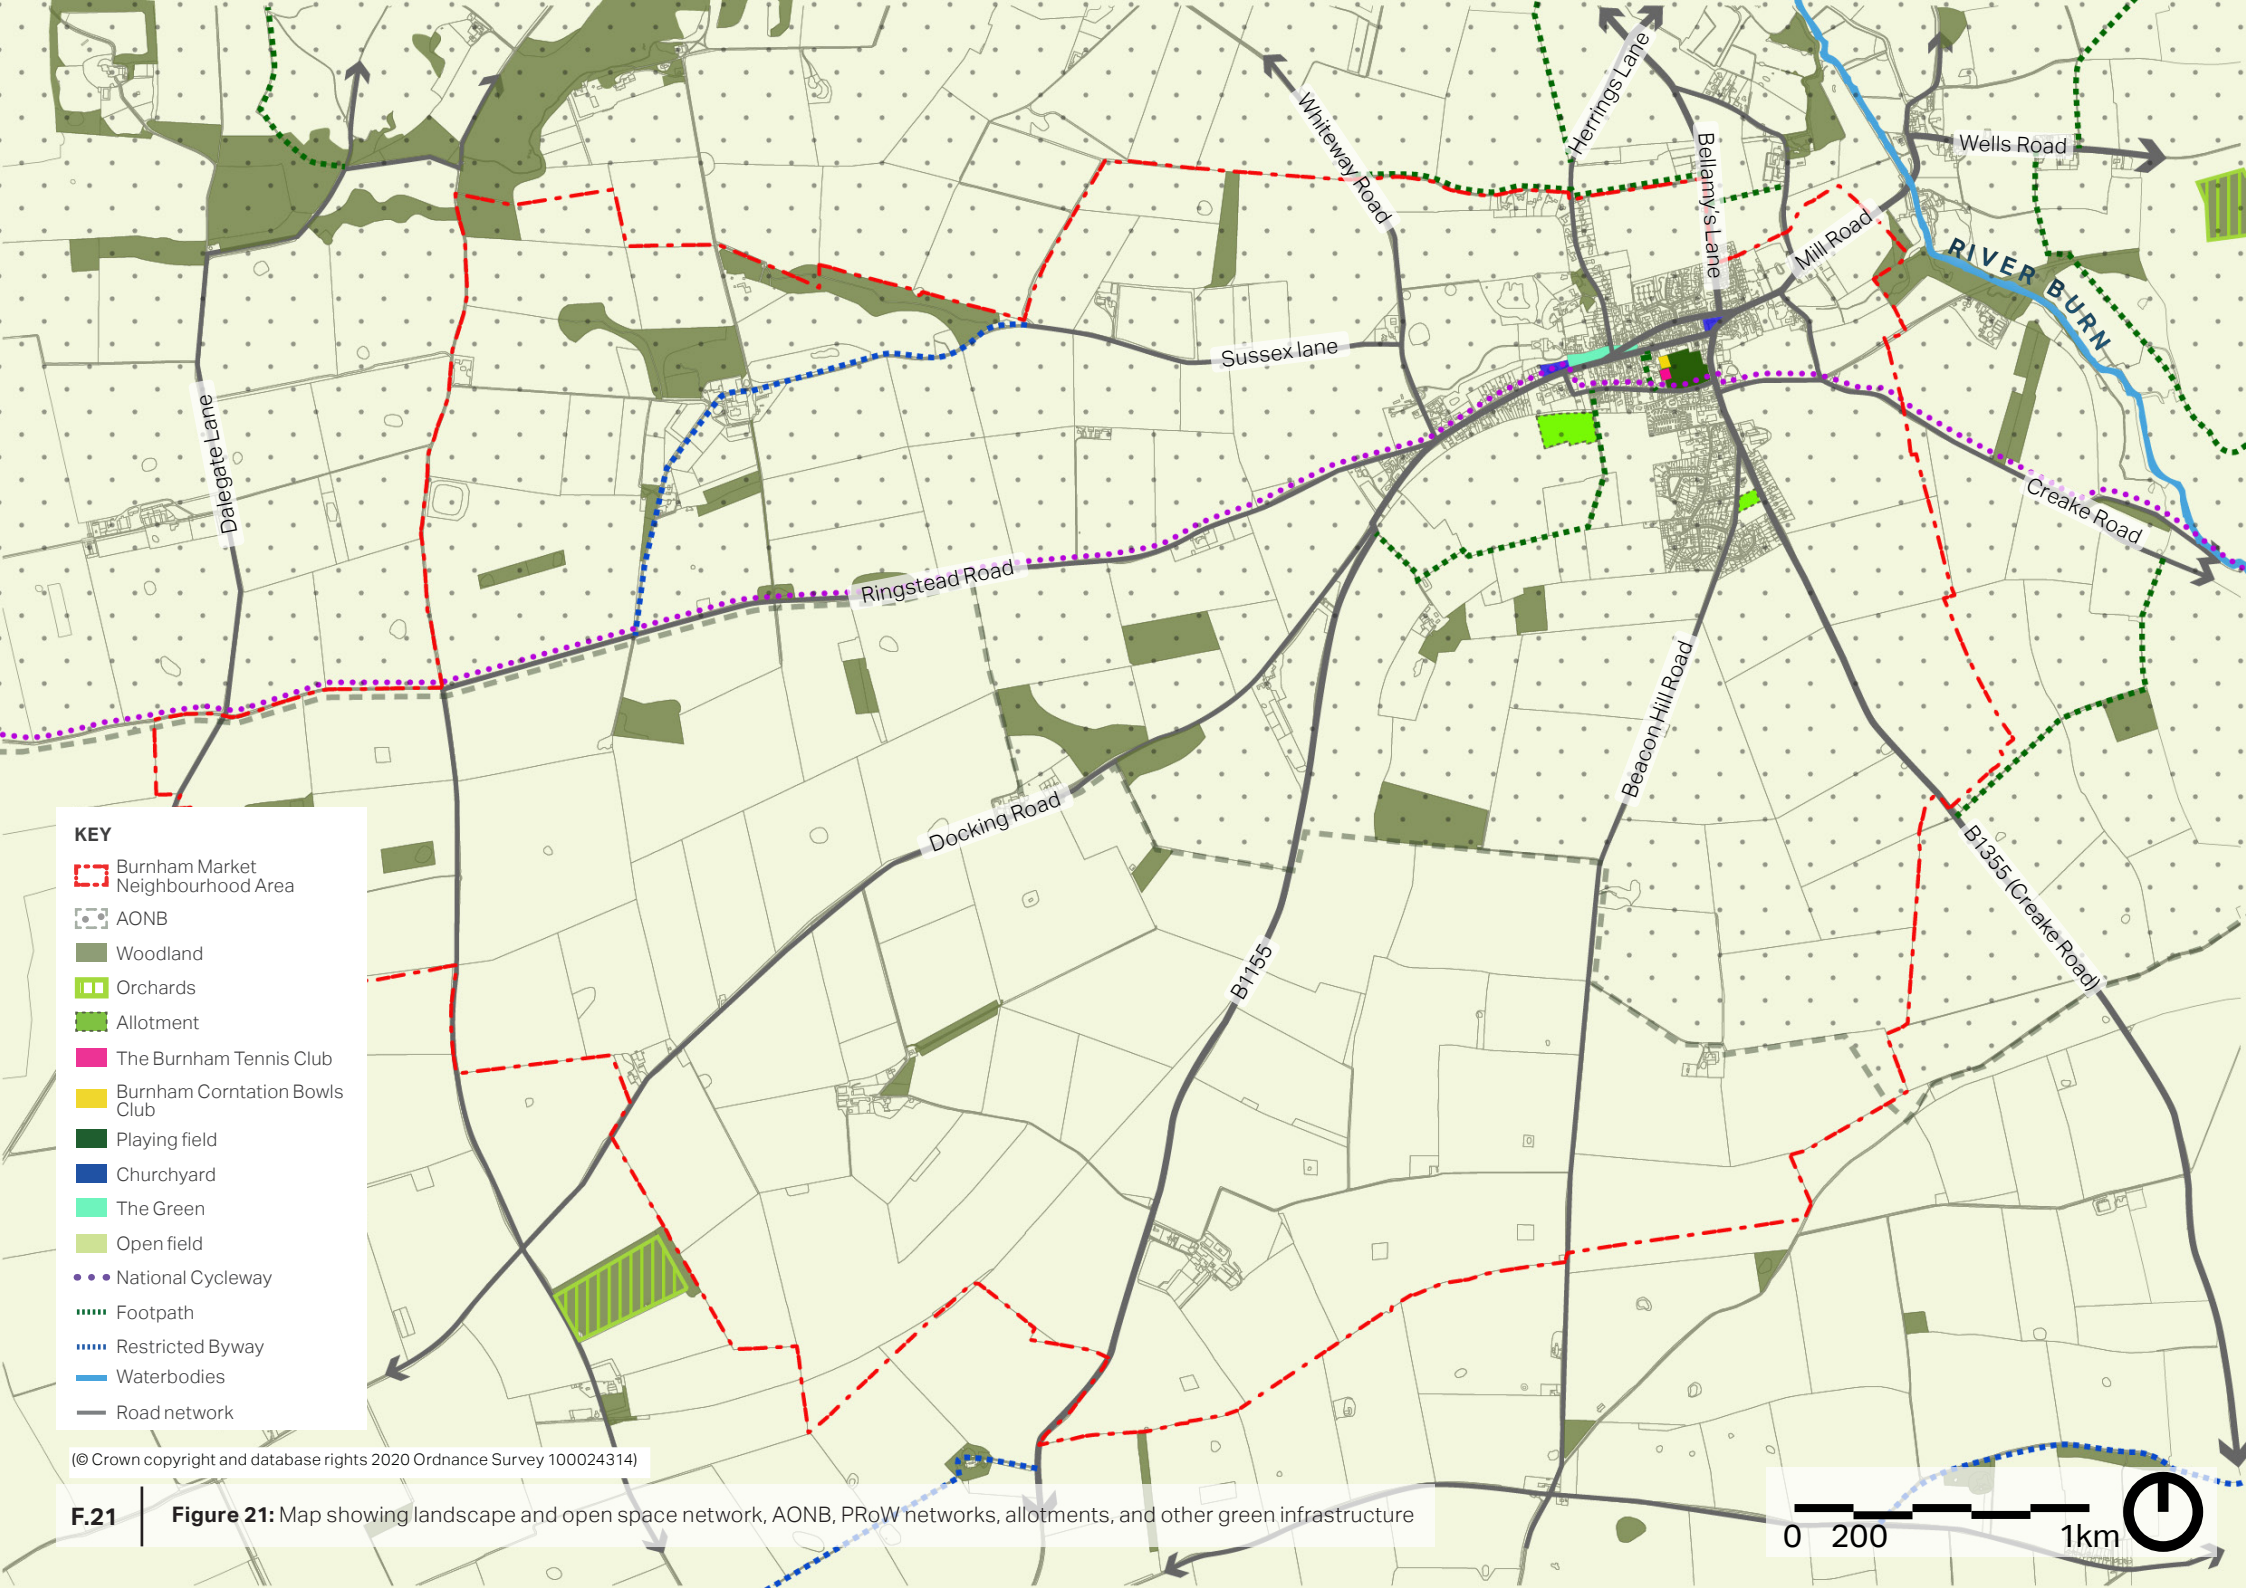 Herrings Lane
Whiteway Road
Bellamy's Lane
Wells Road
Mill Road
RIVER BURN
Sussex lane
Dalegate Lane
Creake Road
Ringstead Road
Beacon Hill Road
Docking Road
B1355 (Creake Road)
B1155
KEY
Burnham Market
Neighbourhood Area
AONB
Woodland
Orchards
Allotment
The Burnham Tennis Club
Burnham Corntation Bowls
Club
Playing field
Churchyard
The Green
Open field
National Cycleway
Footpath
Restricted Byway
Waterbodies
Road network
(© Crown copyright and database rights 2020 Ordnance Survey 100024314)
F.21
Figure 21: Map showing landscape and open space network, AONB, PRoW networks, allotments, and other green infrastructure
0 200 1km